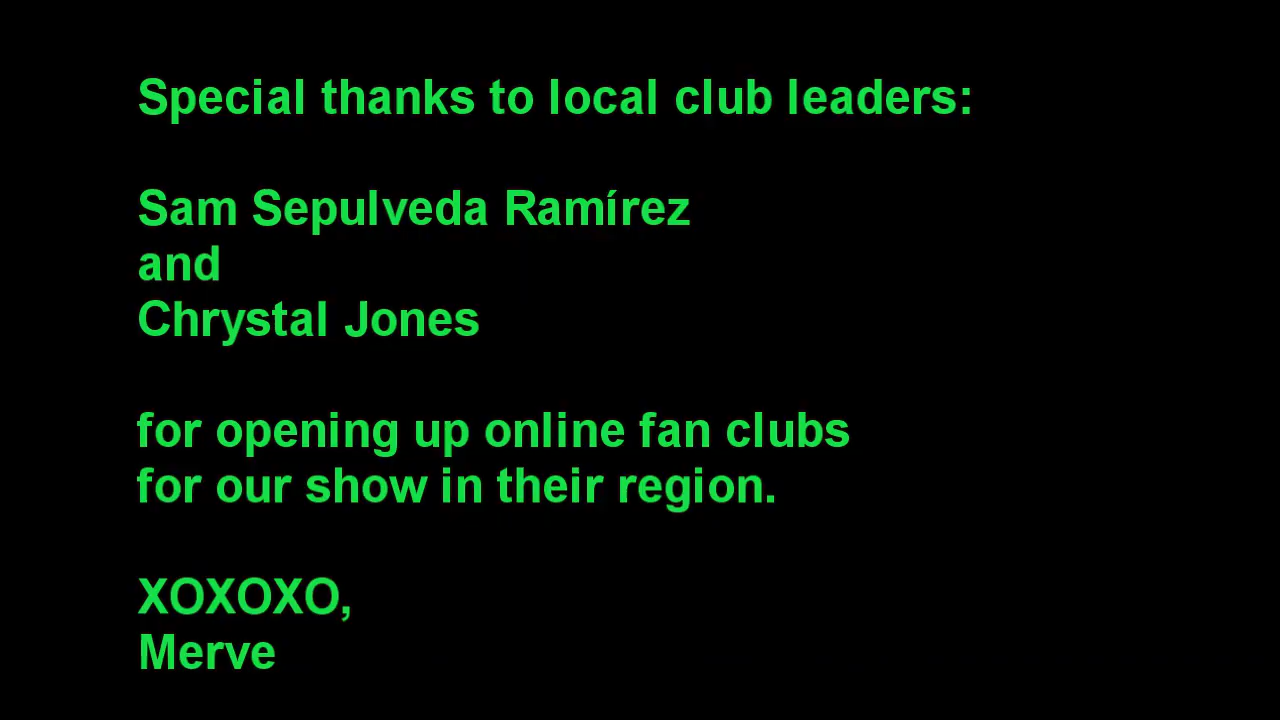 Special thanks to local club leaders:
Sam Sepulveda Ramírez
and
Chrystal Jones
for opening up online fan clubs
for our show in their region.
XOXOXO,
Merve